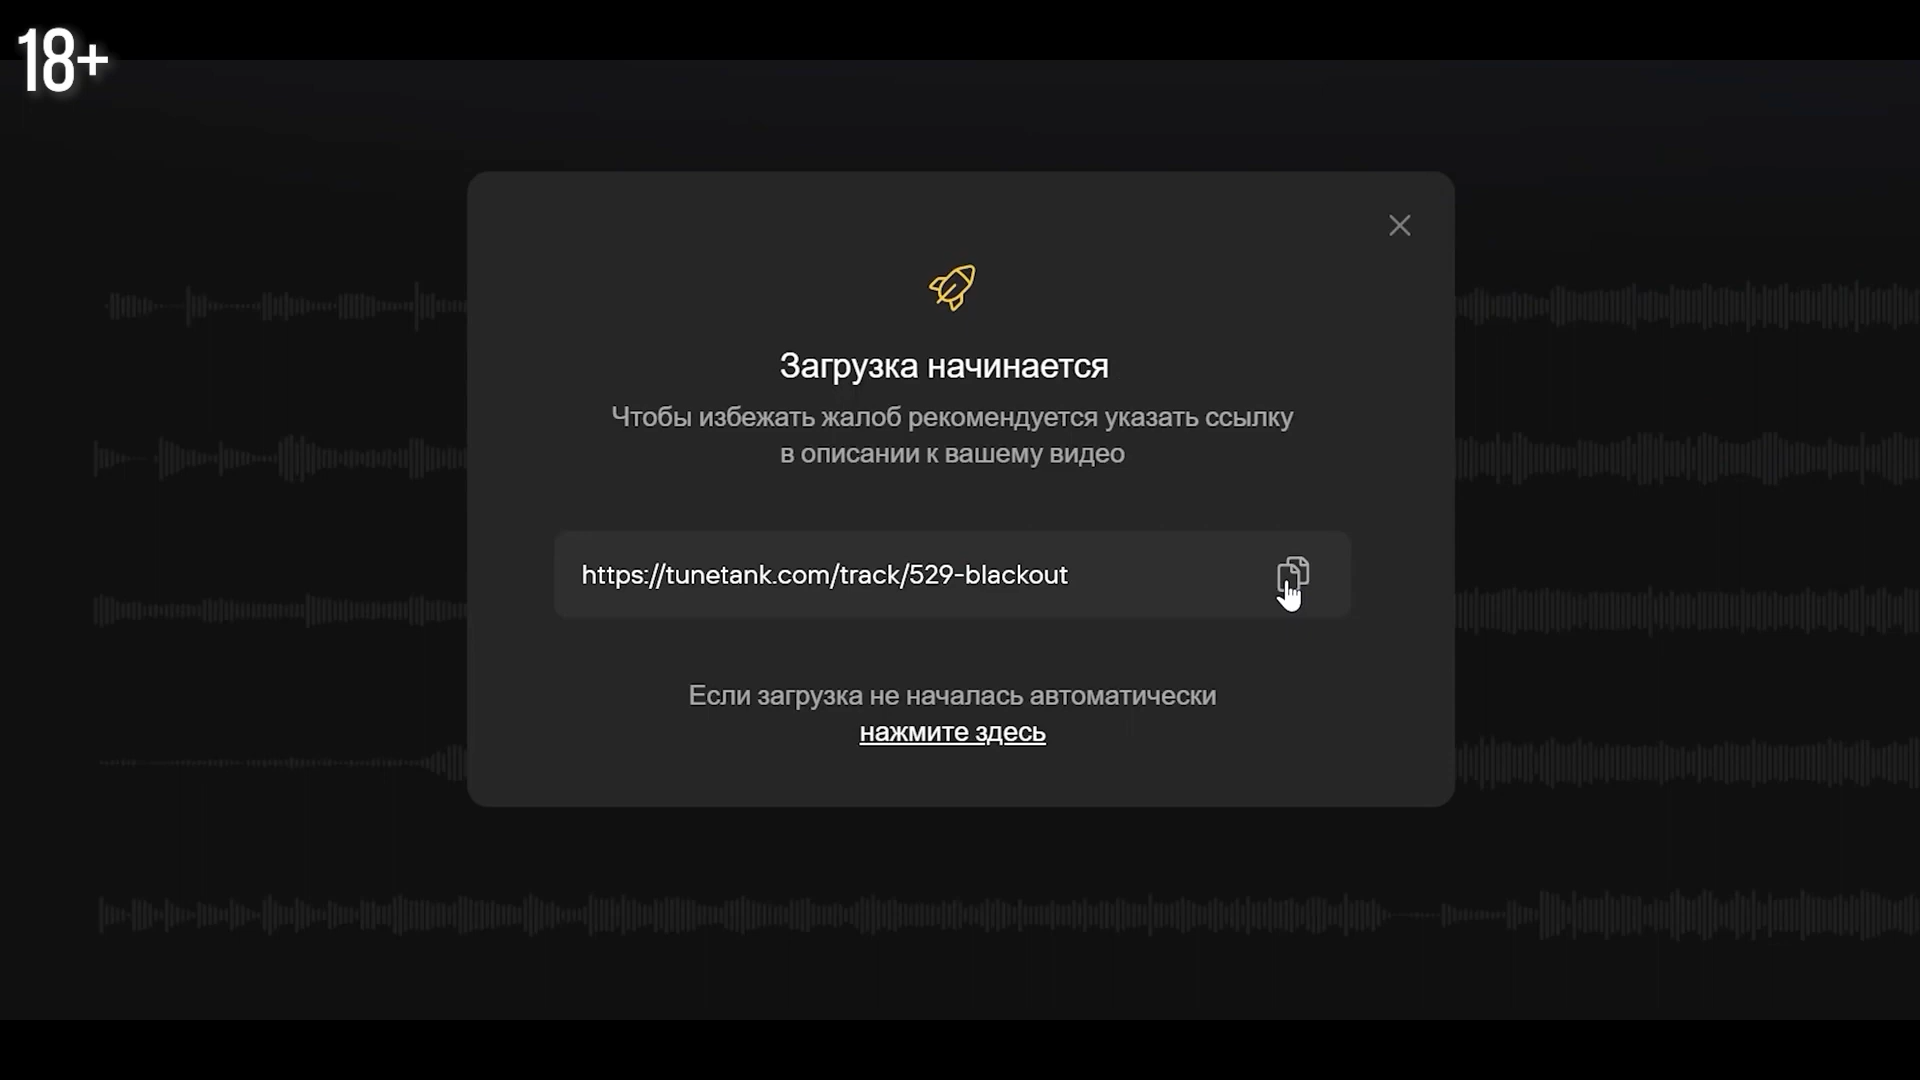 18+
Загрузка начинается
Чтобы избежать жалоб рекомендуется указать ссылку
в описании к вашему видео
https://tunetank.com/track/529-blackout
Если загрузка не началась автоматически
нажмите здесь